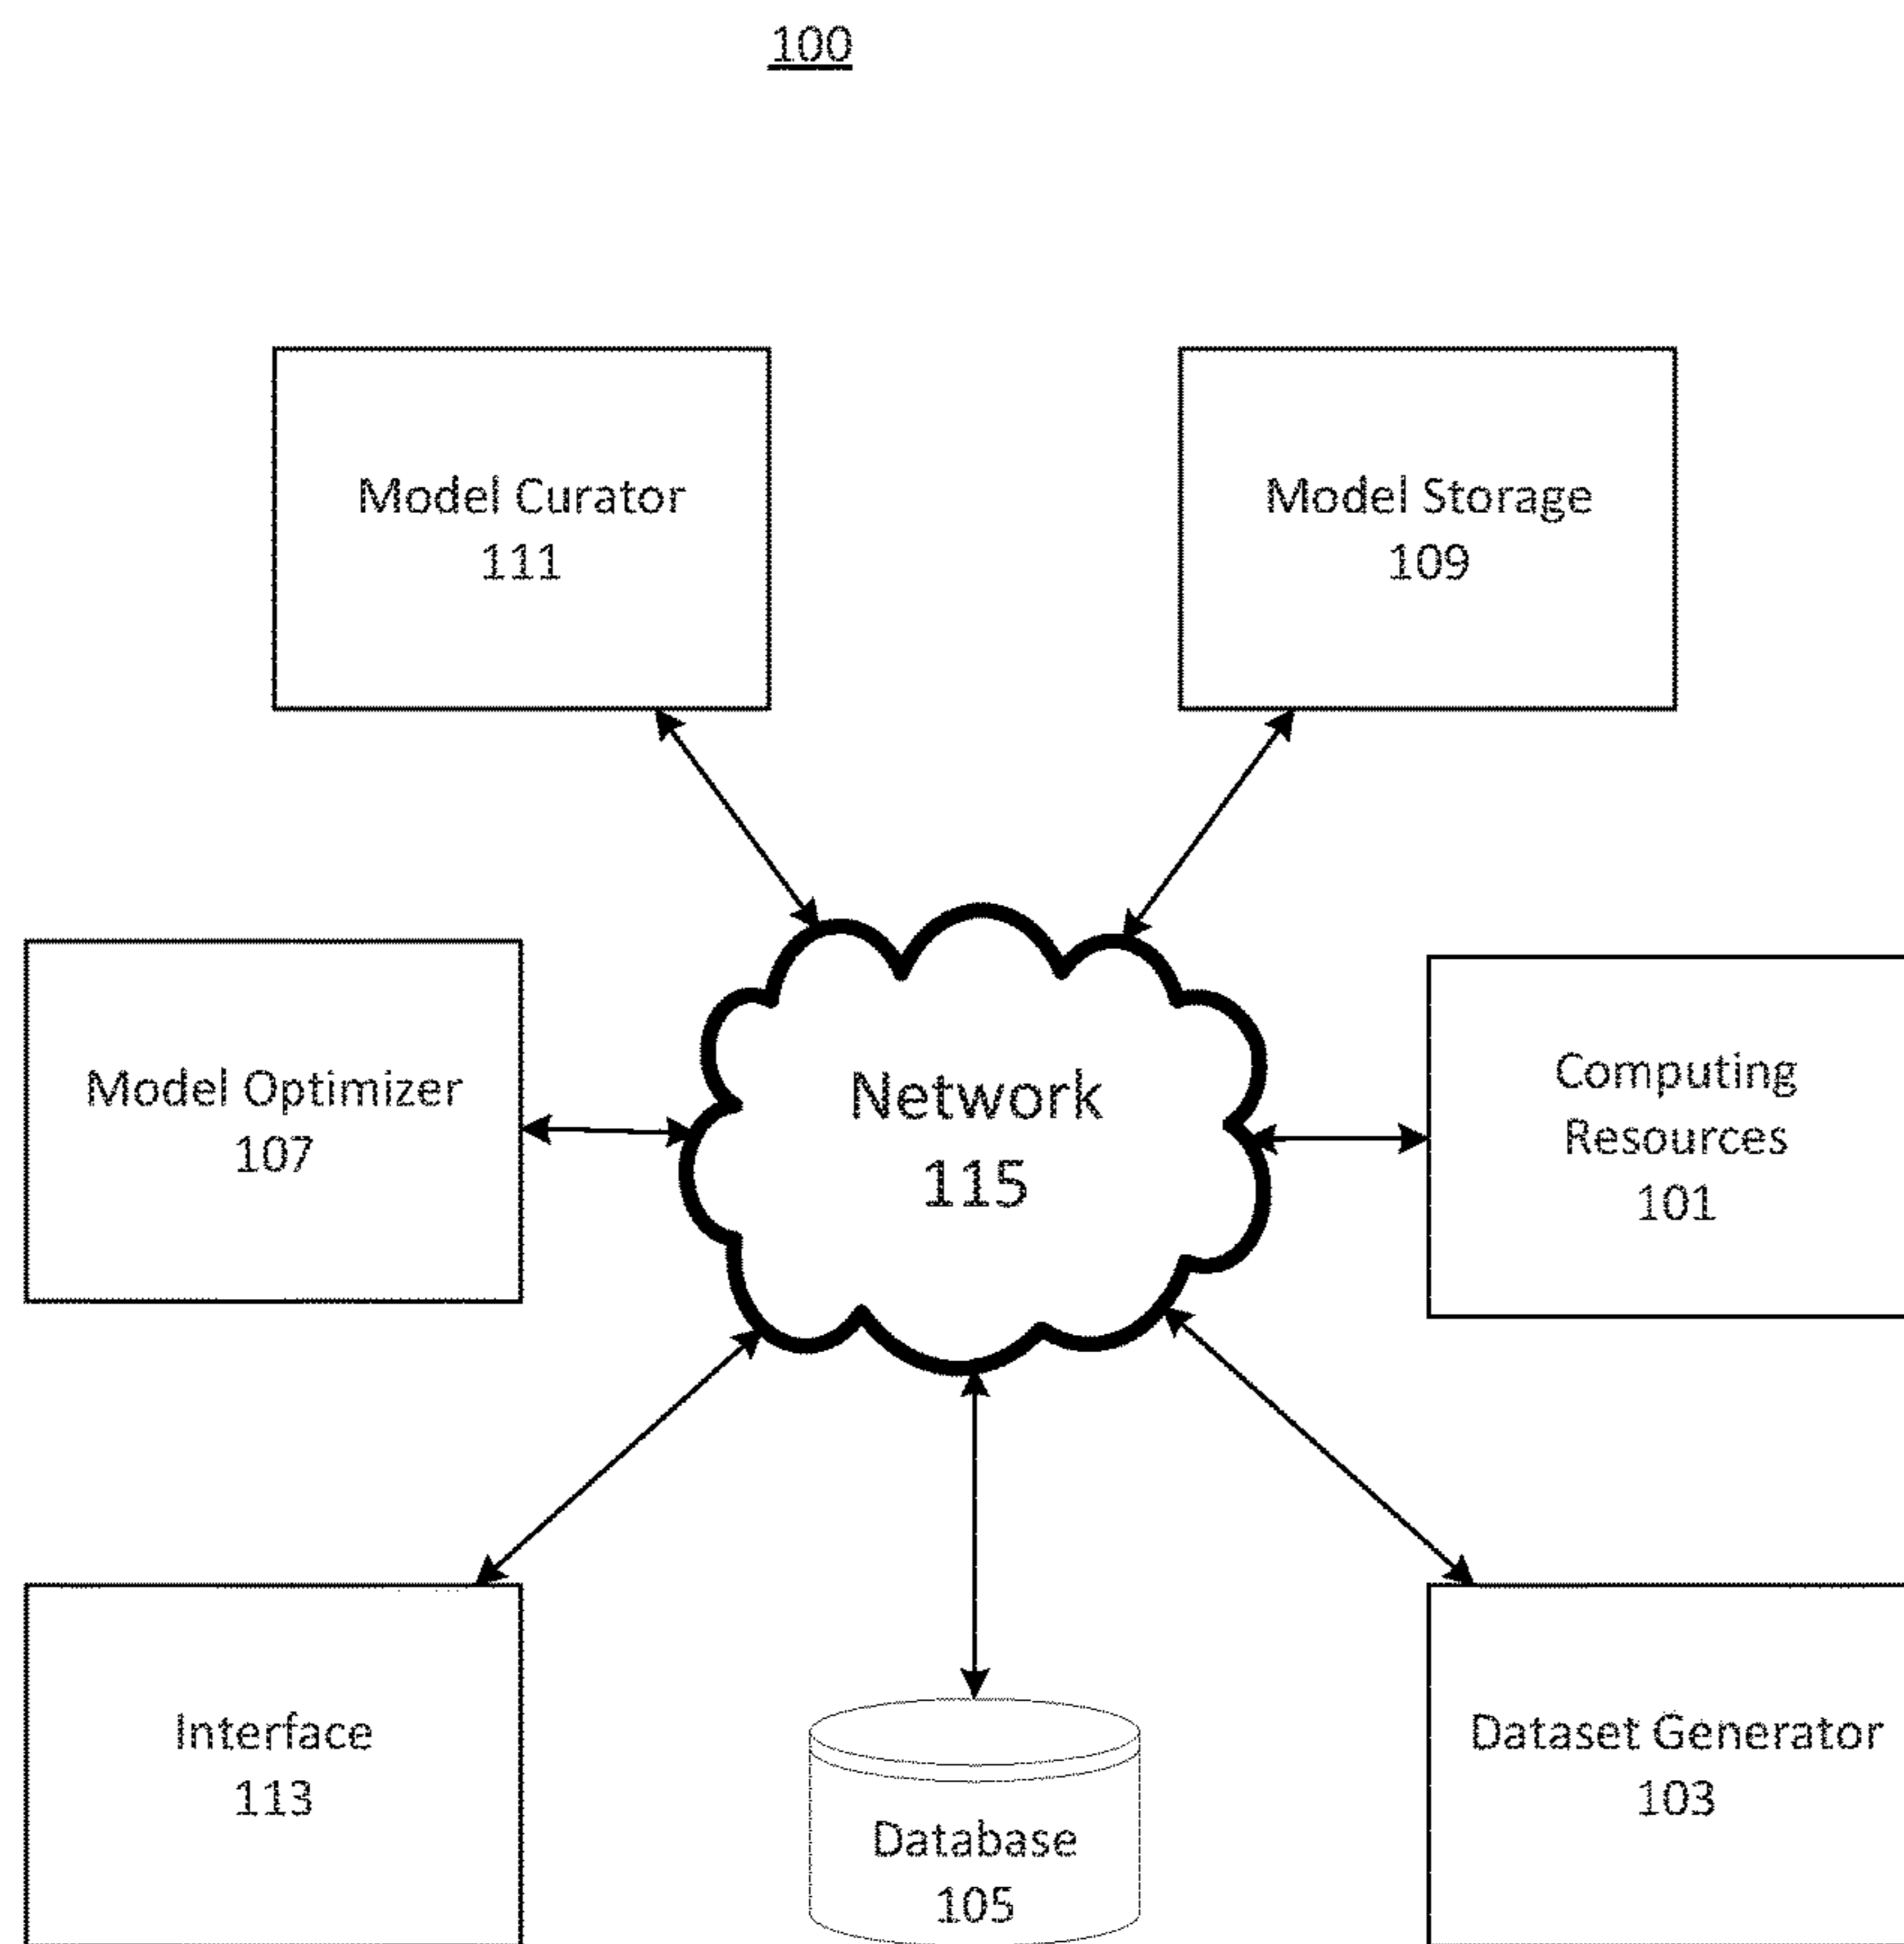 100
Model Curator
111
Model Storage
109
Model Optimizer
107
Network
115
Computing
Resources
101
Interface
113
Database
105
Dataset Generator
103